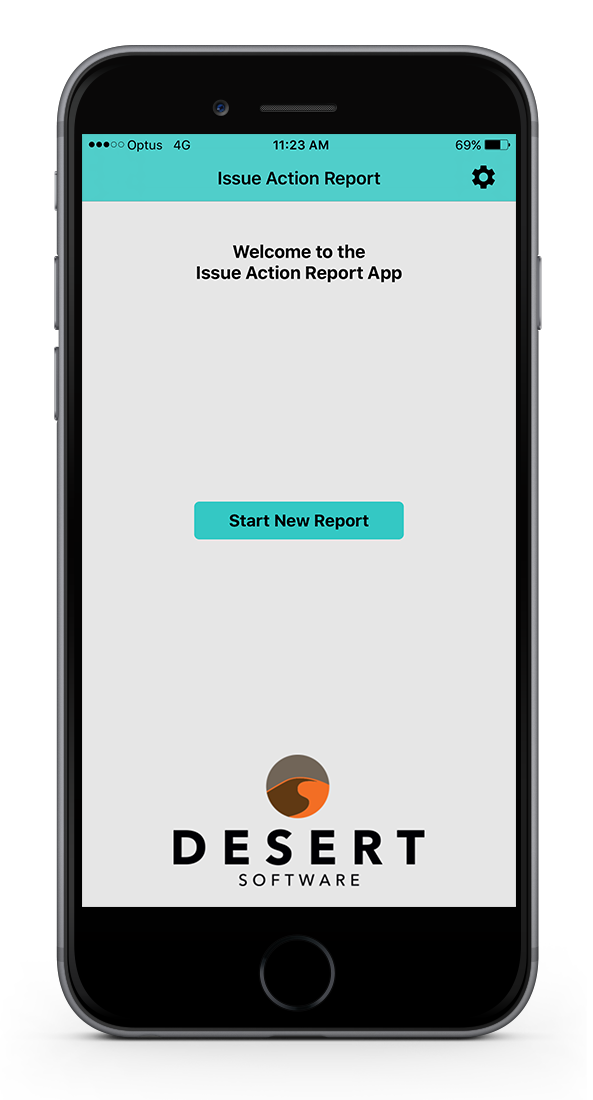 Optus 4G 11:23 AM 69%
Issue Action Report
Welcome to the
Issue Action Report App
Start New Report
DESERT
SOFTWARE